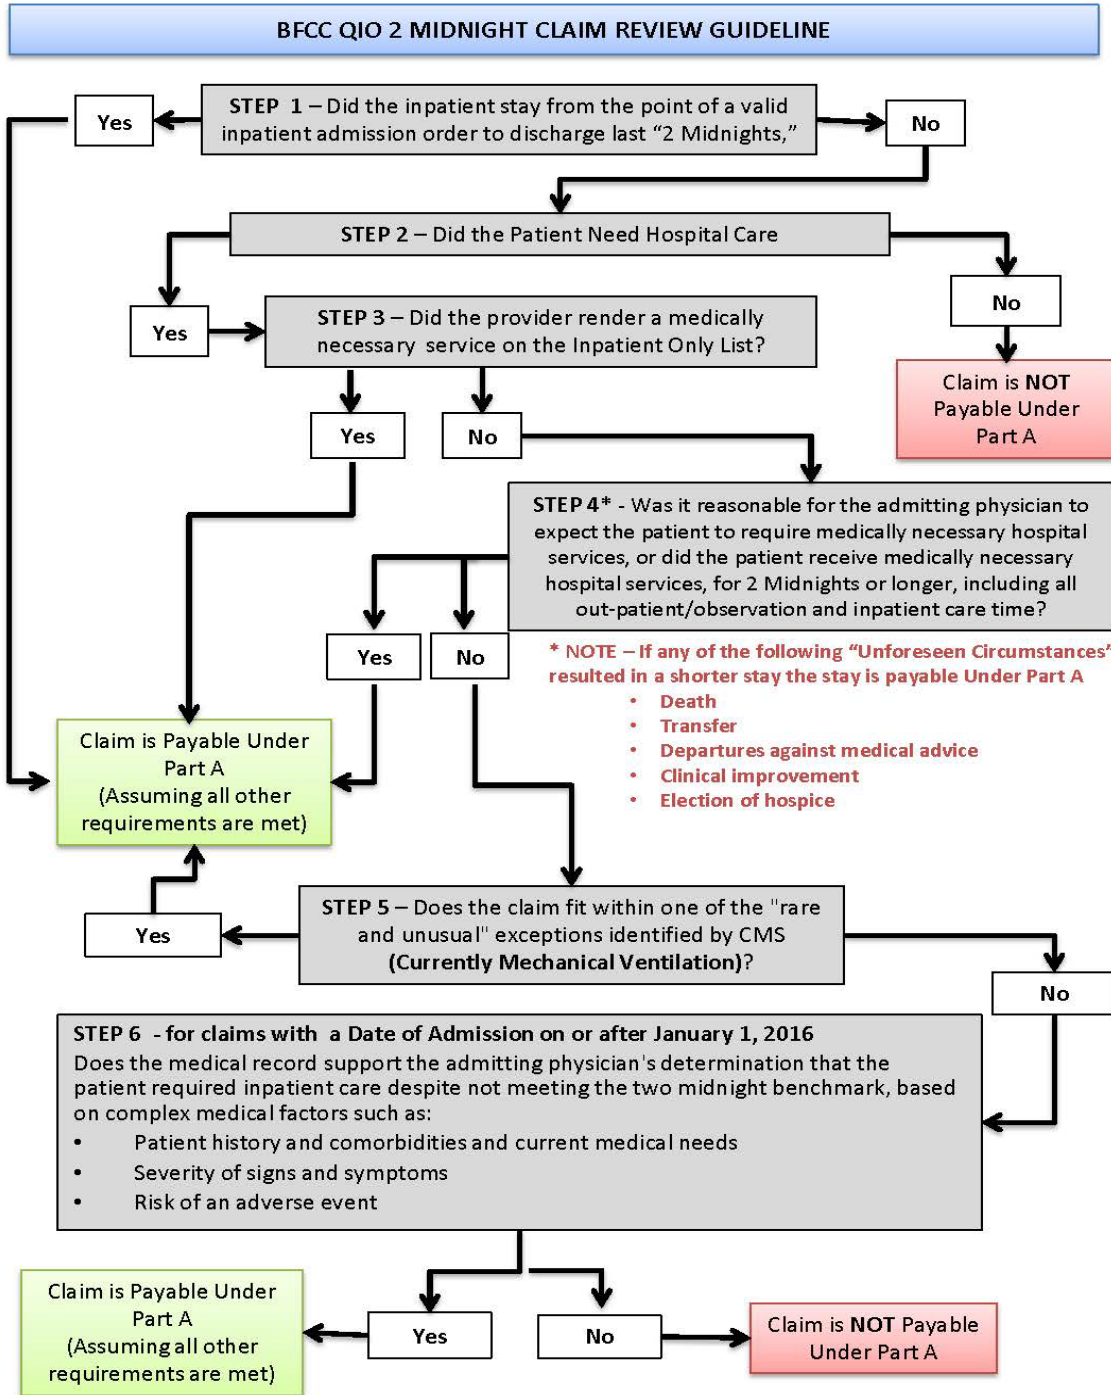 BFCC QIO 2 MIDNIGHT CLAIM REVIEW GUIDELINE
STEP 1 – Did the inpatient stay from the point of a valid
inpatient admission order to discharge last “2 Midnights,”
Yes
No
STEP 2 – Did the Patient Need Hospital Care
Yes
No
STEP 3 – Did the provider render a medically
necessary service on the Inpatient Only List?
Claim is NOT
Payable Under
Part A
Yes
No
STEP 4* - Was it reasonable for the admitting physician to
expect the patient to require medically necessary hospital
services, or did the patient receive medically necessary
hospital services, for 2 Midnights or longer, including all
out-patient/observation and inpatient care time?
Yes
No
* NOTE – If any of the following “Unforeseen Circumstances”
resulted in a shorter stay the stay is payable Under Part A
• Death
• Transfer
• Departures against medical advice
• Clinical improvement
• Election of hospice
Claim is Payable Under
Part A
(Assuming all other
requirements are met)
STEP 5 – Does the claim fit within one of the "rare
and unusual" exceptions identified by CMS
(Currently Mechanical Ventilation)?
Yes
No
STEP 6 - for claims with a Date of Admission on or after January 1, 2016
Does the medical record support the admitting physician's determination that the
patient required inpatient care despite not meeting the two midnight benchmark, based
on complex medical factors such as:
• Patient history and comorbidities and current medical needs
• Severity of signs and symptoms
• Risk of an adverse event
Claim is Payable Under
Part A
(Assuming all other
requirements are met)
Yes
No
Claim is NOT Payable
Under Part A